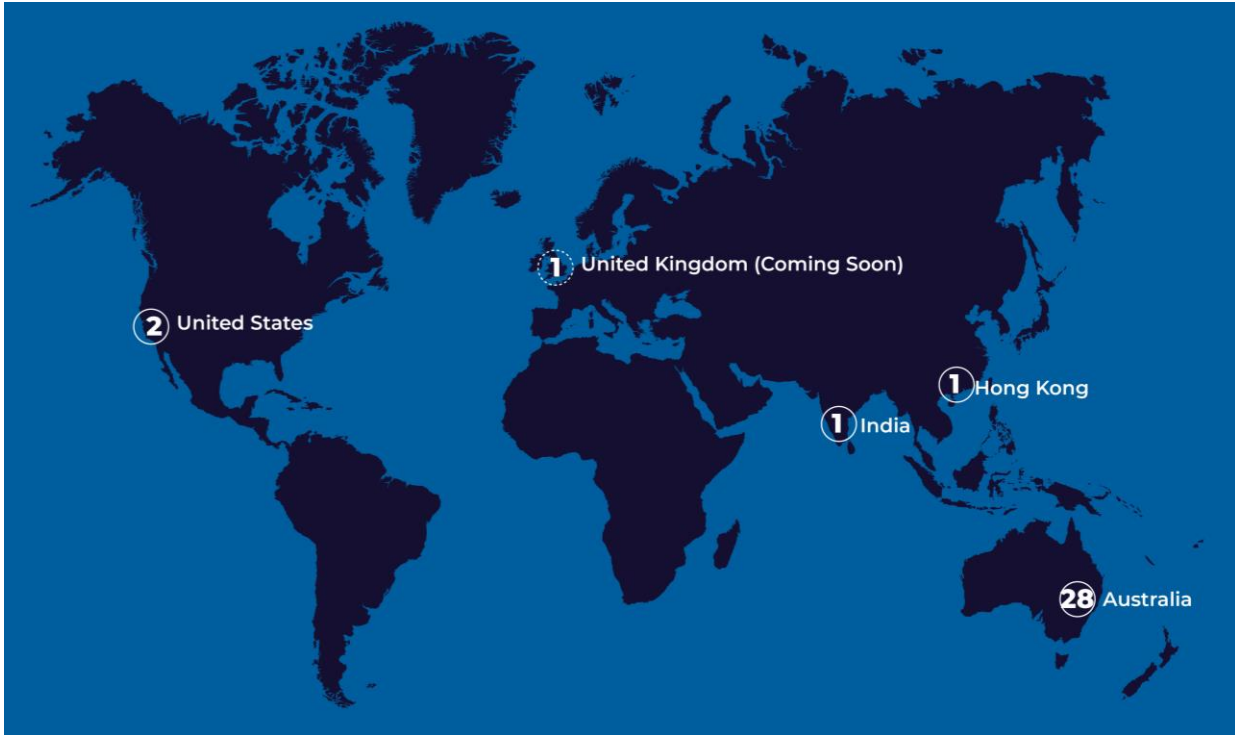 1 United Kingdom (Coming Soon)
2 United States
1 Hong Kong
1 India
28 Australia